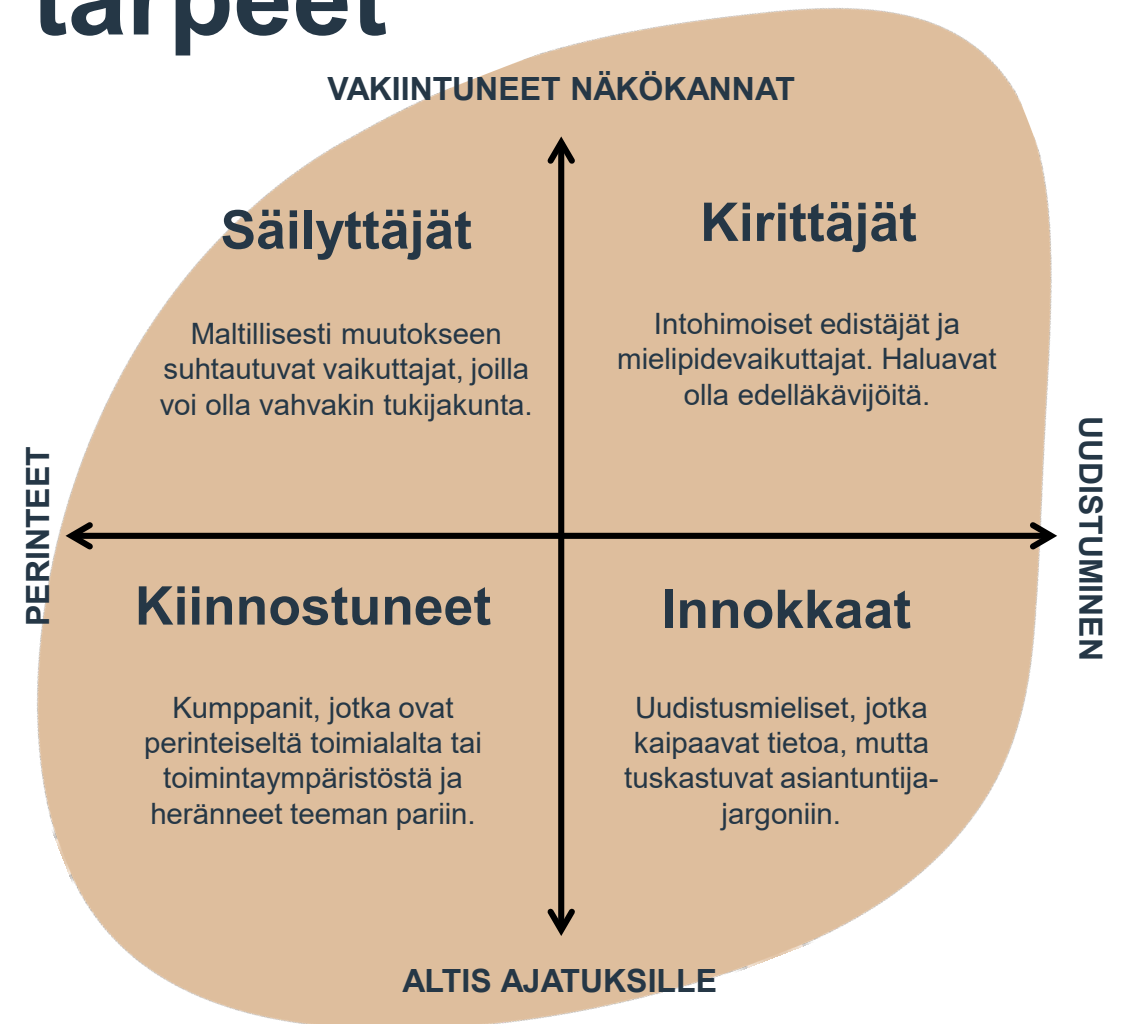 tarpeet
VAKIINTUNEET NÄKÖKANNAT
Säilyttäjät
Maltillisesti muutokseen
suhtautuvat vaikuttajat, joilla
voi olla vahvakin tukijakunta.
Kirittäjät
Intohimoiset edistäjät ja
mielipidevaikuttajat. Haluavat
olla edelläkävijöitä.
PERINTEET
UUDISTUMINEN
Kiinnostuneet
Kumppanit, jotka ovat
perinteiseltä toimialalta tai
toimintaympäristöstä ja
heränneet teeman pariin.
Innokkaat
Uudistusmieliset, jotka
kaipaavat tietoa, mutta
tuskastuvat asiantuntija-
jargoniin.
ALTIS AJATUKSILLE